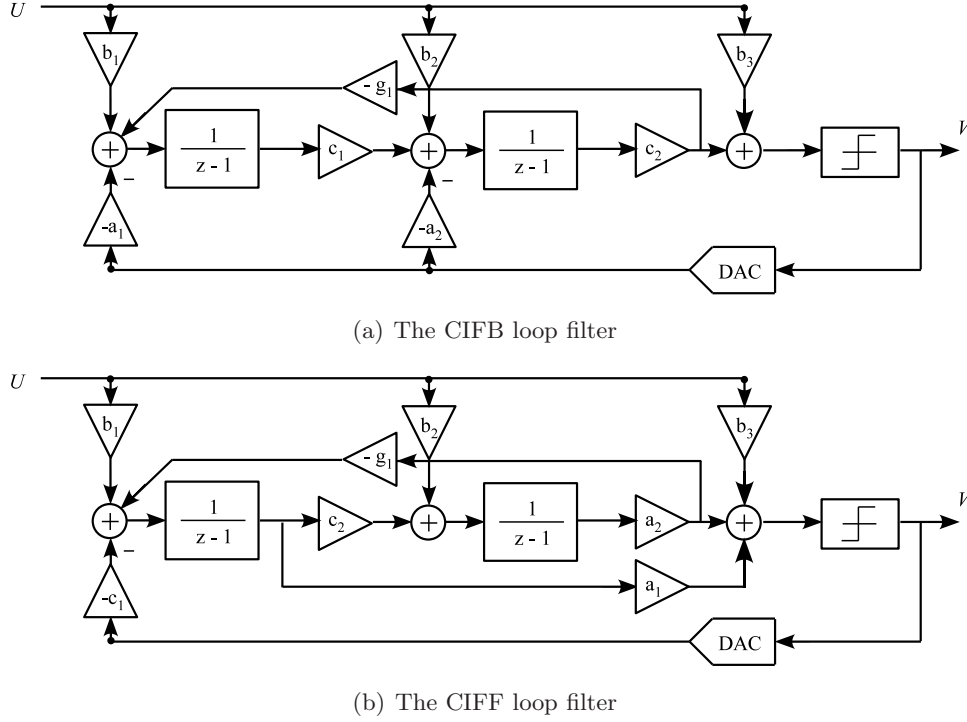 U
b1
b2
b3
- g1
V
+
1
z - 1
c1
+
1
z - 1
c2
+
–
–
-a1
-a2
DAC
(a) The CIFB loop filter
U
b1
b2
b3
- g1
V
+
1
z - 1
c2
+
1
z - 1
a2
+
–
a1
-c1
DAC
(b) The CIFF loop filter